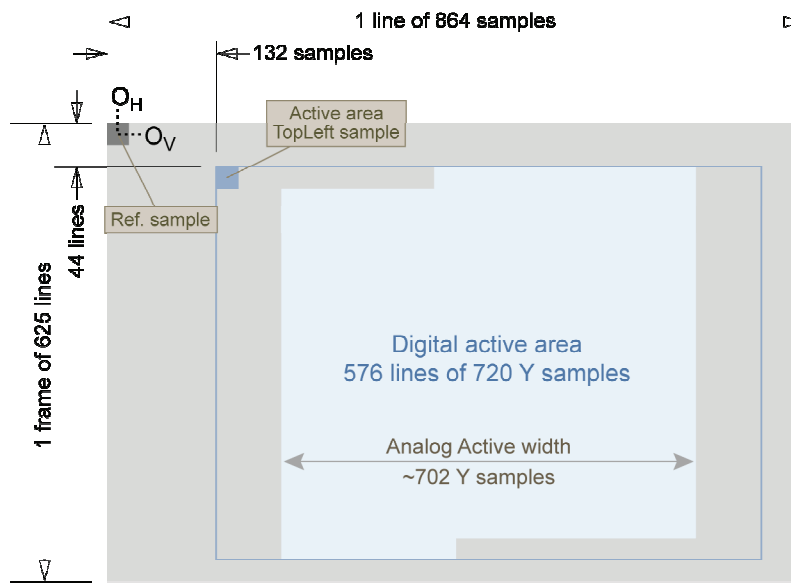 1 line of 864 samples
132 samples
OH
OV
Active area
TopLeft sample
Ref. sample
44 lines
1 frame of 625 lines
Digital active area
576 lines of 720 Y samples
Analog Active width
~702 Y samples